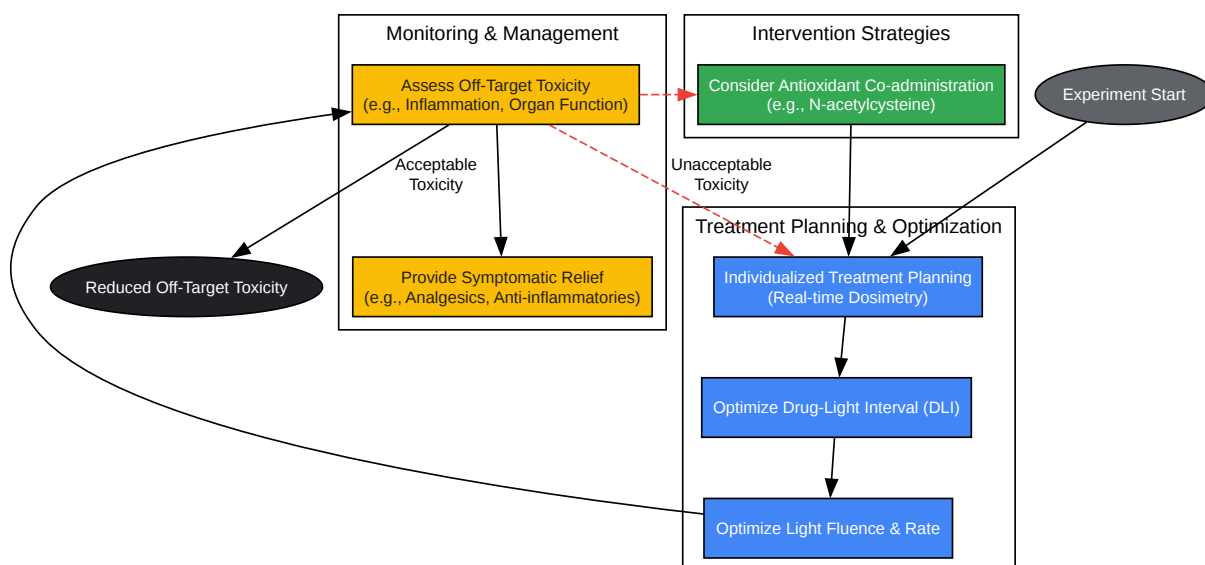 Monitoring & Management
Intervention Strategies
Assess Off-Target Toxicity
(e.g., Inflammation, Organ Function)
Consider Antioxidant Co-administration
(e.g., N-acetylcysteine)
Experiment Start
Acceptable
Toxicity
Unacceptable
Toxicity
Treatment Planning & Optimization
Reduced Off-Target Toxicity
Provide Symptomatic Relief
(e.g., Analgesics, Anti-inflammatories)
Individualized Treatment Planning
(Real-time Dosimetry)
Optimize Drug-Light Interval (DLI)
Optimize Light Fluence & Rate